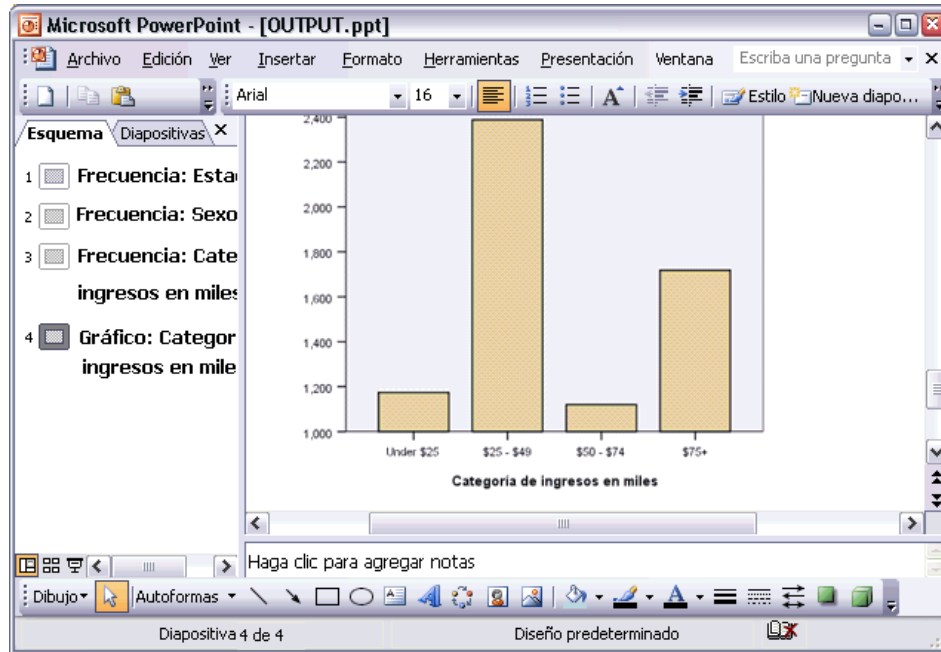 Microsoft PowerPoint - [OUTPUT.ppt]
Archivo Edición Ver Insertar Formato Herramientas Presentación Ventana Escriba una pregunta
Arial 16 Estilo Nueva diapo...
Esquema Diapositivas
1 Frecuencia: Esta
2 Frecuencia: Sexo
3 Frecuencia: Cate
ingresos en miles
4 Gráfico: Categor
ingresos en mile
2,400
2,200
2,000
1,800
1,600
1,400
1,200
1,000
Under $25 $25 - $49 $50 - $74 $75+
Categoria de ingresos en miles
Haga clic para agregar notas
Dibujo Autoformas
Diapositiva 4 de 4 Diseño predeterminado